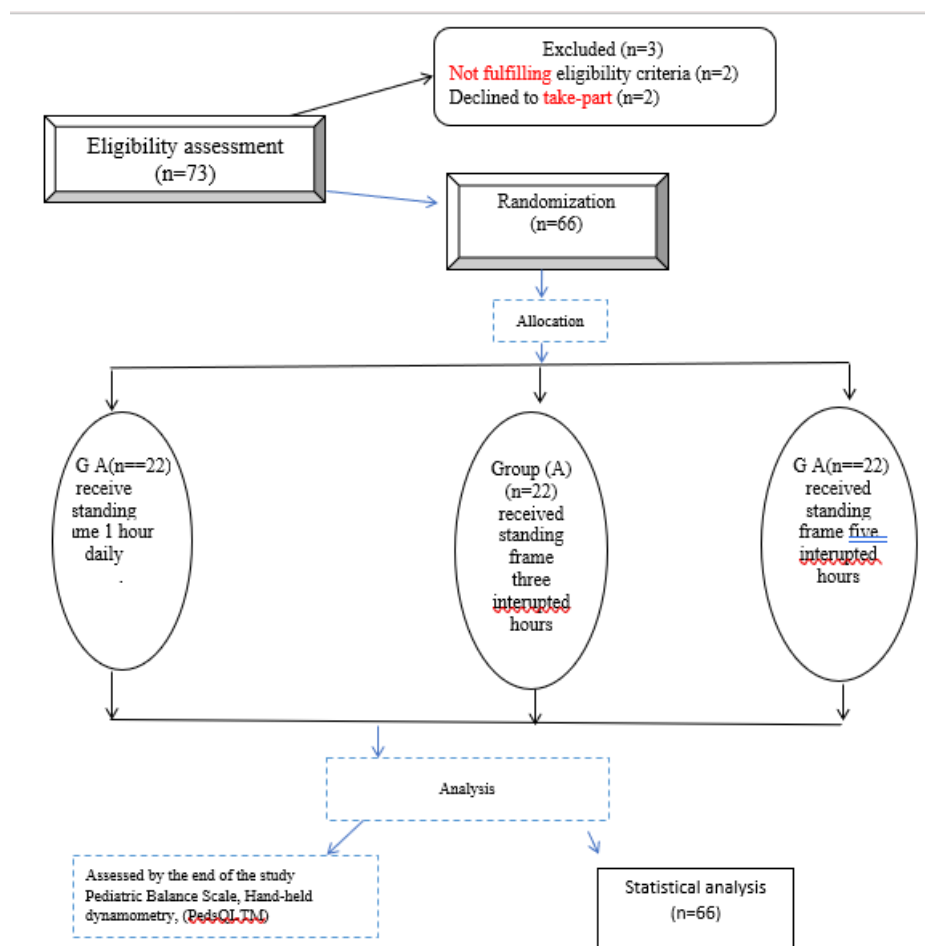 Excluded (n=3)
Not fulfilling eligibility criteria (n=2)
Declined to take-part (n=2)
Eligibility assessment
(n=73)
Randomization
(n=66)
Allocation
G A(n==22)
receive
standing
ame 1 hour
daily
.
Group (A)
(n=22)
received
standing
frame
three
interupted
hours
G A(n==22)
received
standing
frame five
interupted
hours
Analysis
Assessed by the end of the study
Pediatric Balance Scale, Hand-held
dynamometry, (PedsQLTM)
Statistical analysis
(n=66)